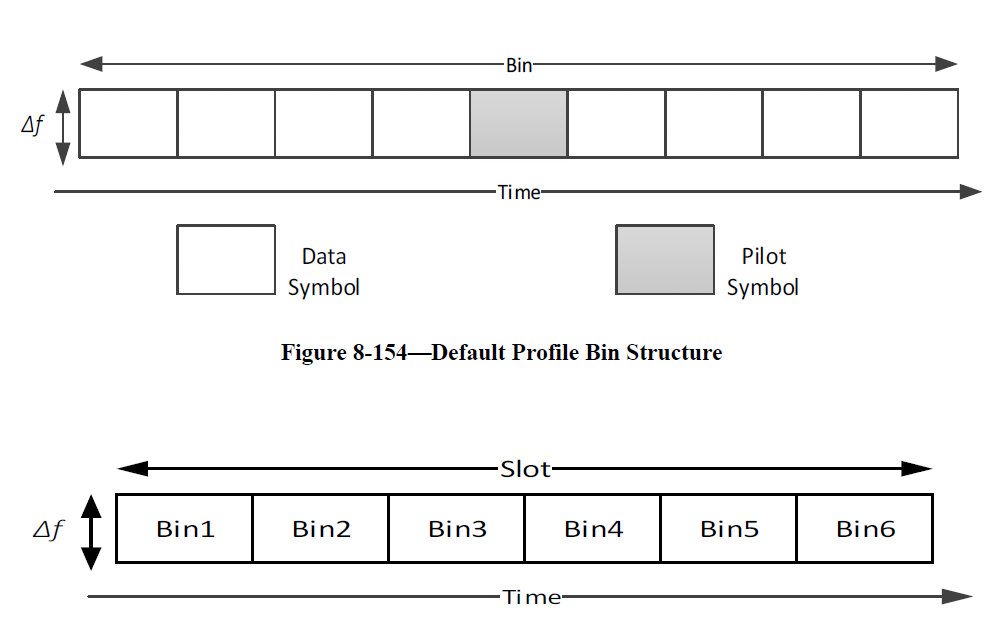 Bin
Δf
Time
Data
Symbol
Pilot
Symbol
Figure 8-154—Default Profile Bin Structure
Slot
Δf
Bin1 Bin2 Bin3 Bin4 Bin5 Bin6
Time